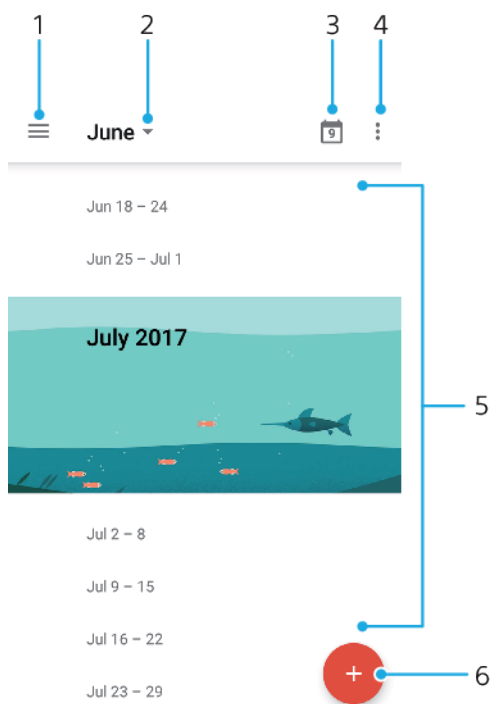 1 2 3 4
June 9
Jun 18 – 24
Jun 25 – Jul 1
July 2017
5
Jul 2 – 8
Jul 9 – 15
Jul 16 – 22
+ 6
Jul 23 – 29